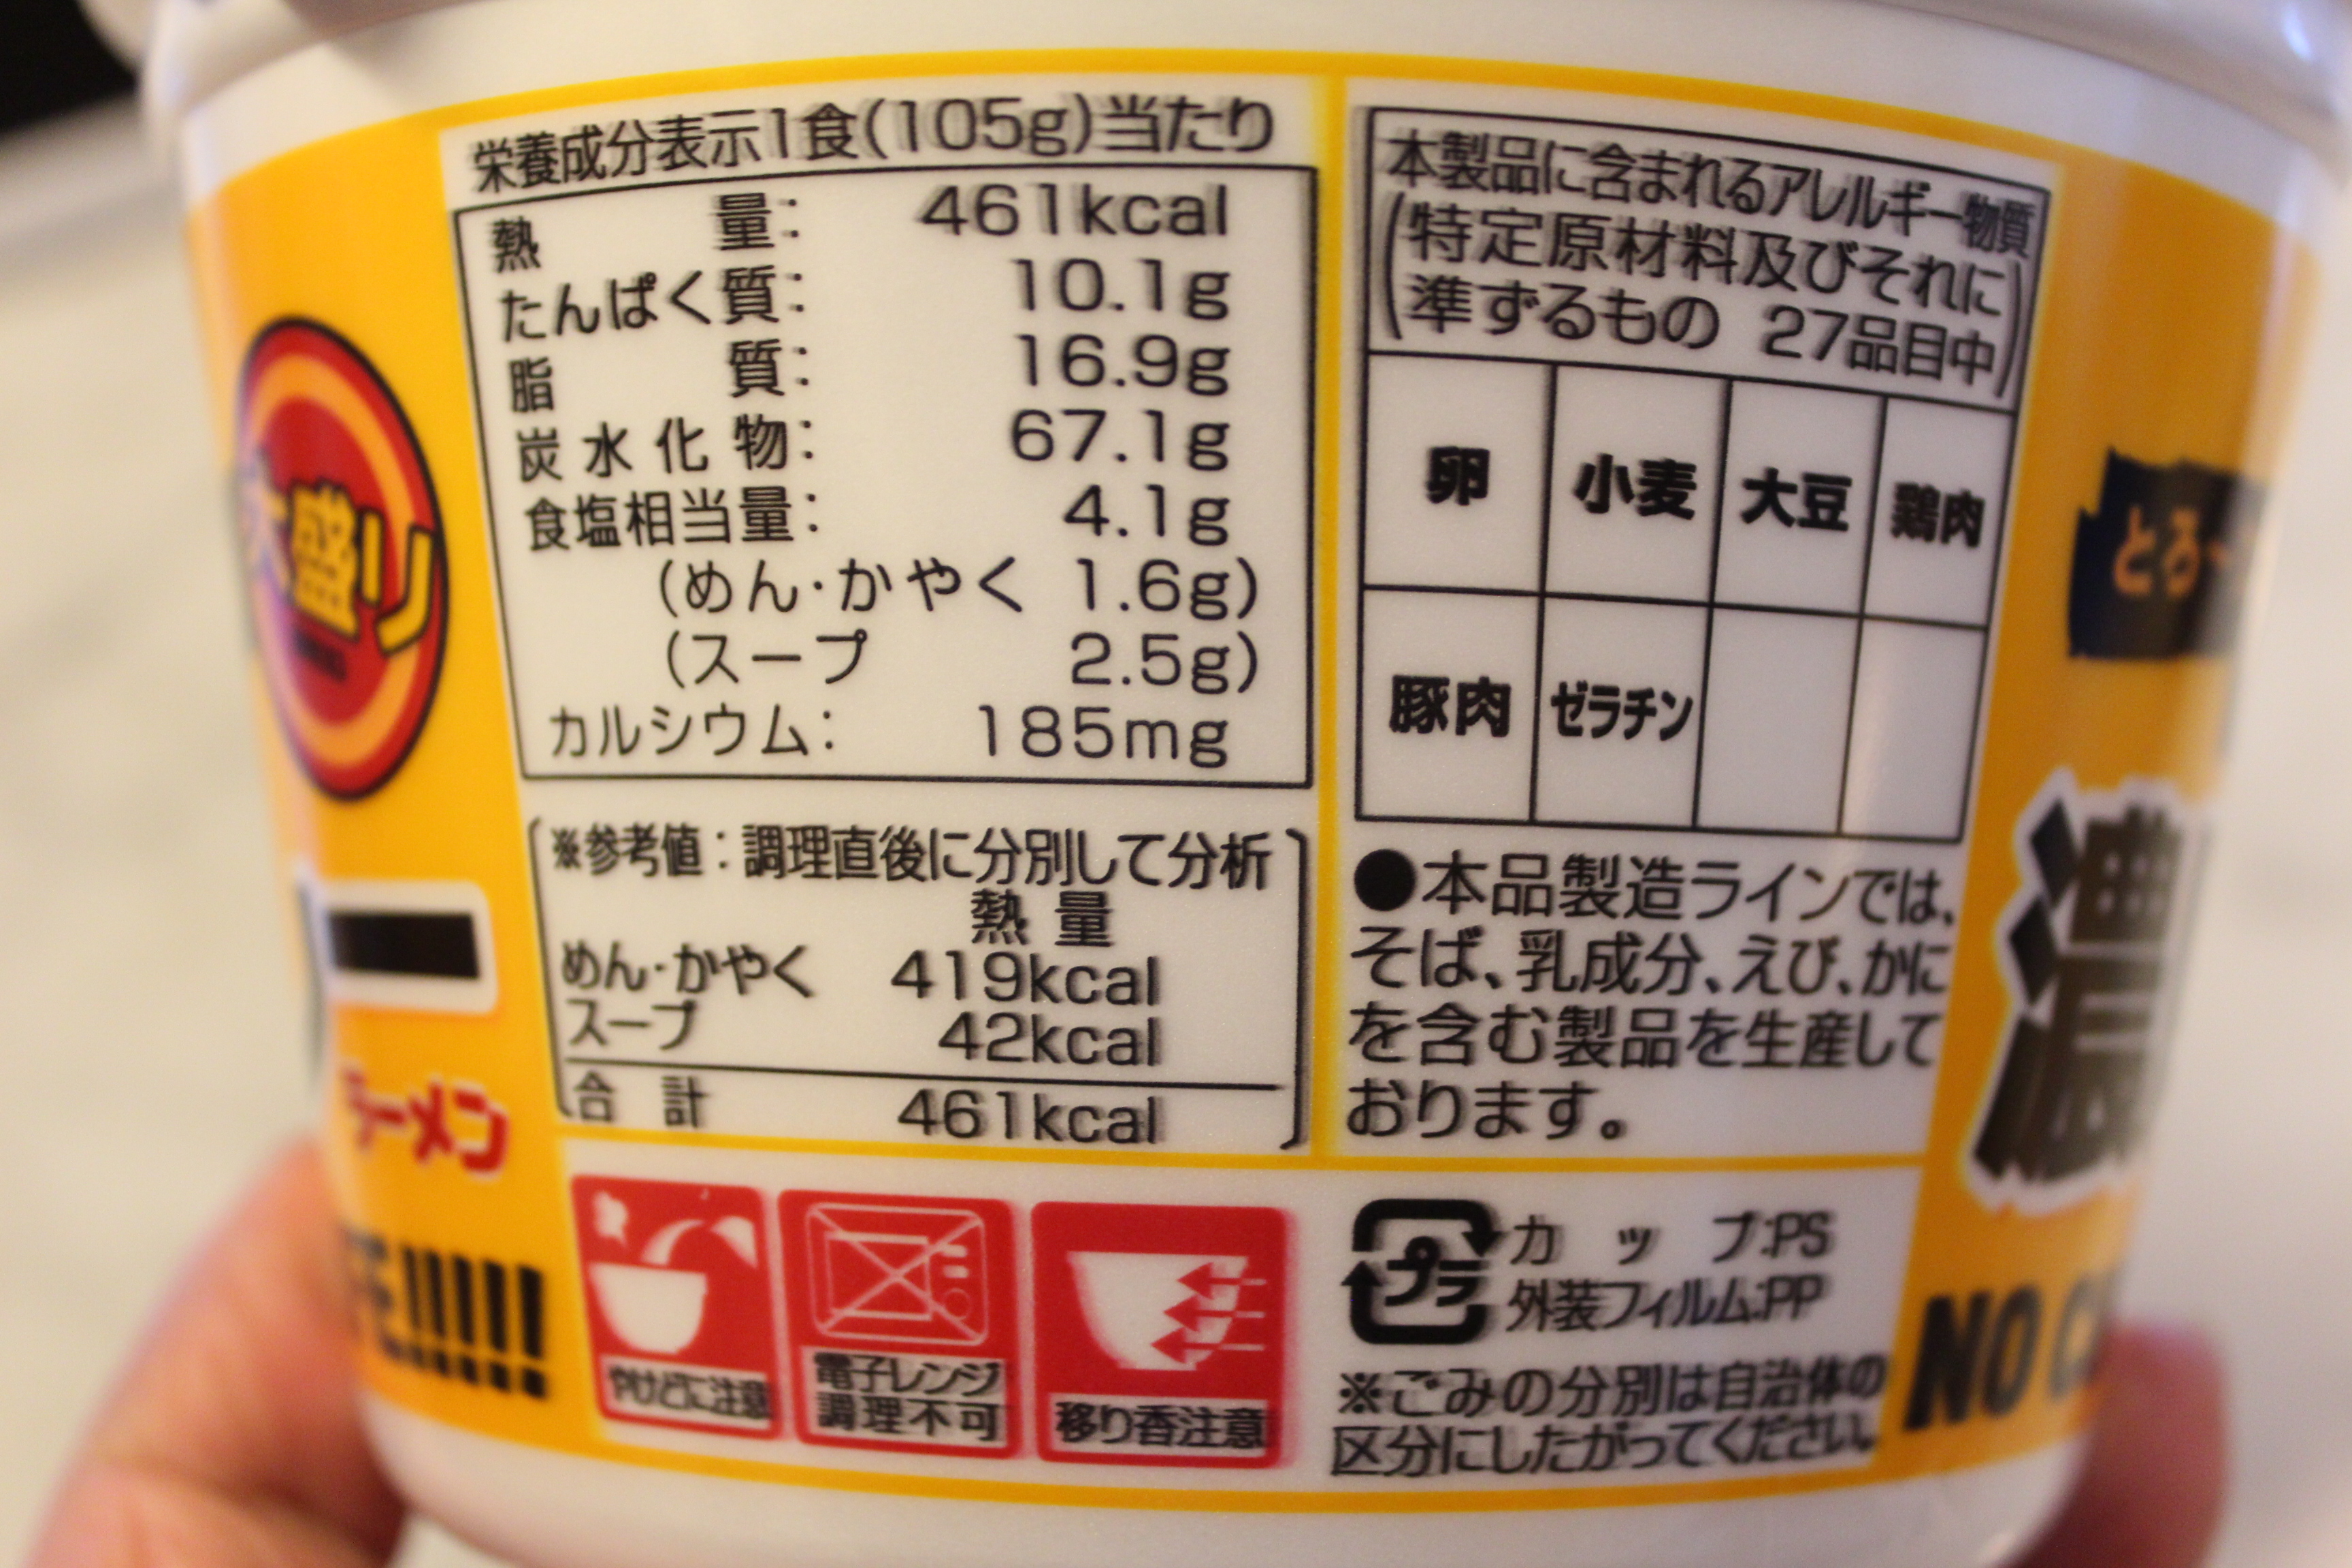 栄養成分表示1食(105g)当たり
熱量: 461kcal
たんぱく質: 10.1g
脂質: 16.9g
炭水化物: 67.1g
食塩相当量: 4.1g
(めん・かやく 1.6g)
(スープ 2.5g)
カルシウム: 185mg
※参考値:調理直後に分別して分析
熱量
めん・かやく 419kcal
スープ 42kcal
合計 461kcal
やけどに注意
電子レンジ
調理不可
移り香注意
本製品に含まれるアレルギー物質
(特定原材料及びそれに
準ずるもの 27品目中)
卵 小麦 大豆 鶏肉
豚肉 ゼラチン
●本品製造ラインでは、
そば、乳成分、えび、かに
を含む製品を生産して
おります。
プラ
カップ:PS
外装フィルム:PP
※ごみの分別は自治体の
区分にしたがってください。
大盛り
ラーメン
!!!!!
とろ~
濃
NO